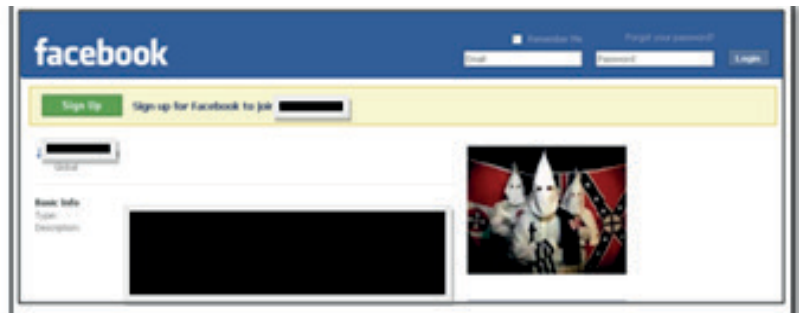 Remember Me Forgot your password?
facebook
Email Password Login
Sign Up Sign up for Facebook to join
Global
Basic Info
Type:
Description: